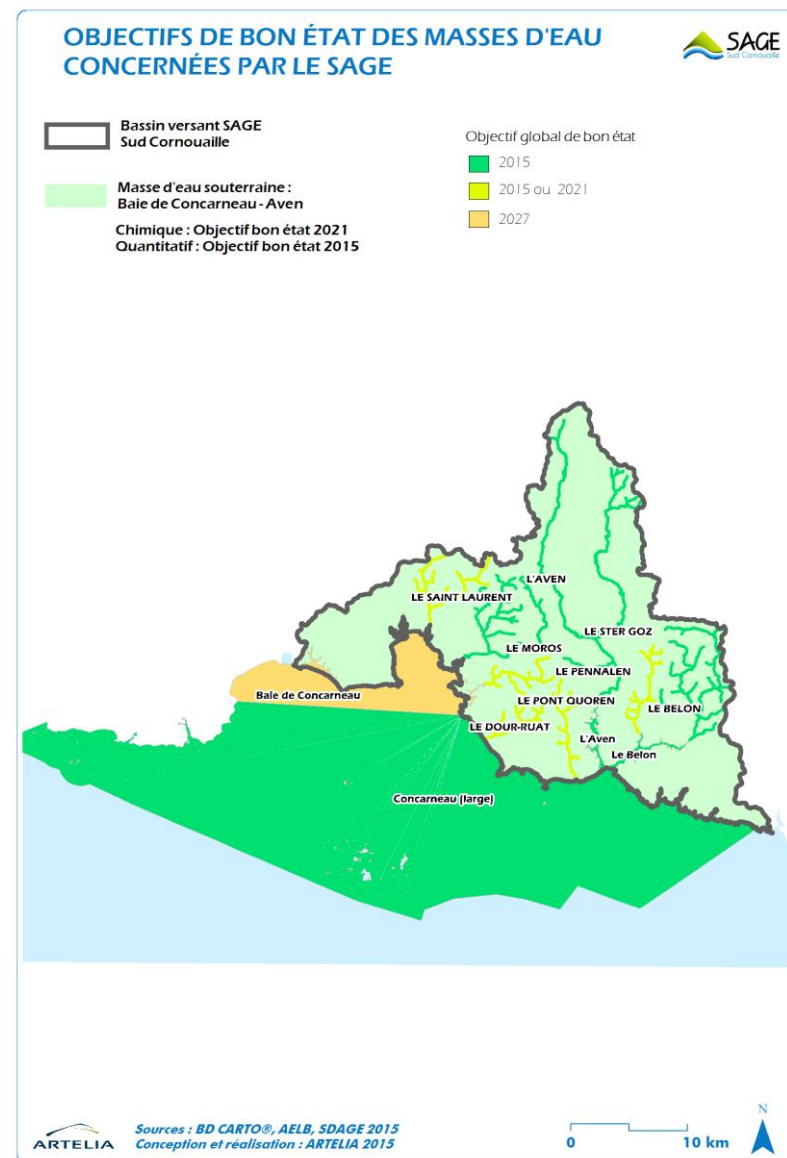 OBJECTIFS DE BON ÉTAT DES MASSES D'EAU
CONCERNÉES PAR LE SAGE
SAGE
Sud Cornouaille
Bassin versant SAGE
Sud Cornouaille
Masse d'eau souterraine :
Baie de Concarneau - Aven
Chimique : Objectif bon état 2021
Quantitatif : Objectif bon état 2015
Objectif global de bon état
2015
2015 ou 2021
2027
L'AVEN
LE SAINT LAURENT
LE STER GOZ
LE MOROS
LE PENNALEN
Baie de Concarneau
LE PONT QUOREN
LE BELON
LE DOUR-RUAT
L'Aven
Le Belon
Concarneau (large)
ARTELIA
Sources : BD CARTO®, AELB, SDAGE 2015
Conception et réalisation : ARTELIA 2015
0
10 km
N